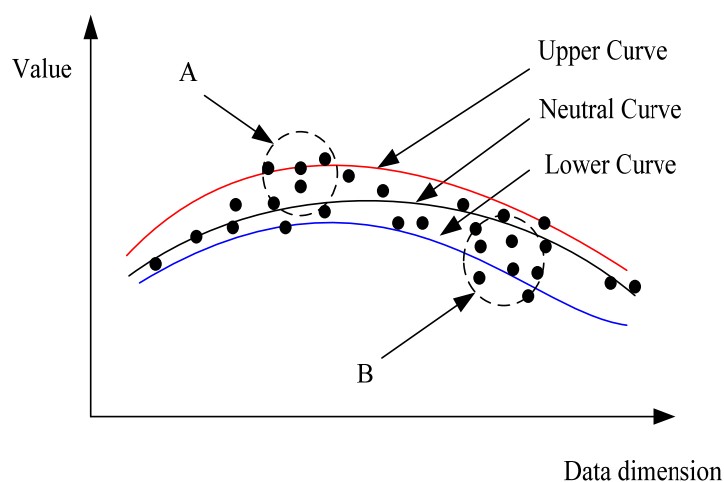 Upper Curve
Value
A
Neutral Curve
Lower Curve
B
Data dimension